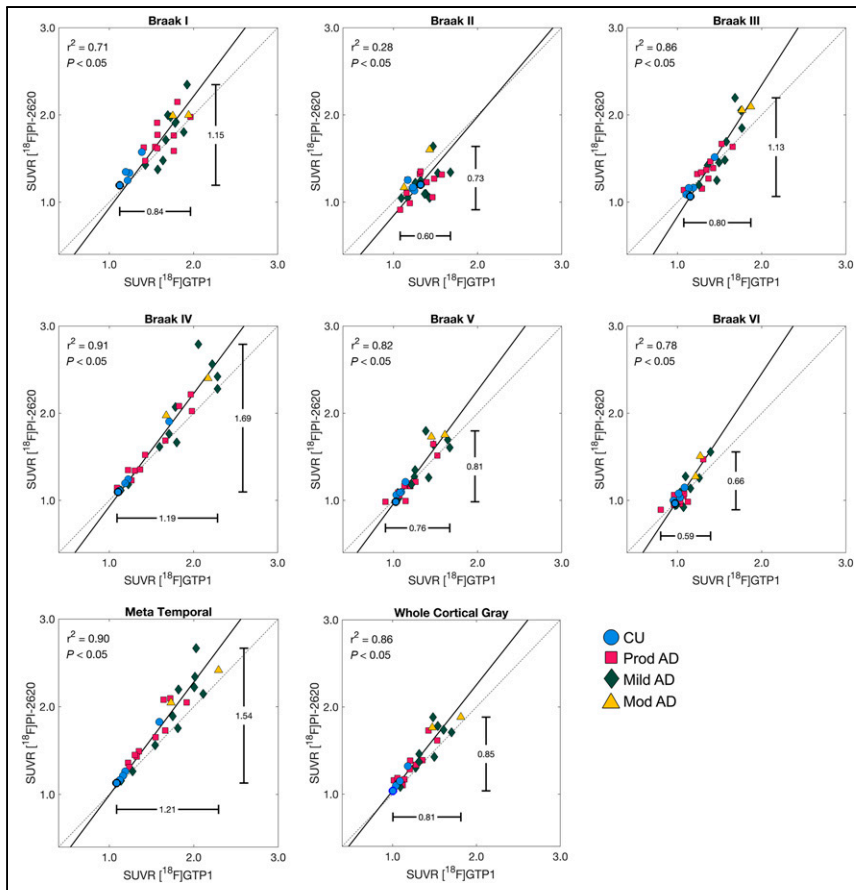 Braak I
r² = 0.71
P < 0.05
1.15
0.84
3.0
2.0
1.0
1.0 2.0 3.0
SUVR [¹⁸F]PI-2620
SUVR [¹⁸F]GTP1
Braak II
r² = 0.28
P < 0.05
0.73
0.60
3.0
2.0
1.0
1.0 2.0 3.0
SUVR [¹⁸F]PI-2620
SUVR [¹⁸F]GTP1
Braak III
r² = 0.86
P < 0.05
1.13
0.80
3.0
2.0
1.0
1.0 2.0 3.0
SUVR [¹⁸F]PI-2620
SUVR [¹⁸F]GTP1
Braak IV
r² = 0.91
P < 0.05
1.69
1.19
3.0
2.0
1.0
1.0 2.0 3.0
SUVR [¹⁸F]PI-2620
SUVR [¹⁸F]GTP1
Braak V
r² = 0.82
P < 0.05
0.81
0.76
3.0
2.0
1.0
1.0 2.0 3.0
SUVR [¹⁸F]PI-2620
SUVR [¹⁸F]GTP1
Braak VI
r² = 0.78
P < 0.05
0.66
0.59
3.0
2.0
1.0
1.0 2.0 3.0
SUVR [¹⁸F]PI-2620
SUVR [¹⁸F]GTP1
Meta Temporal
r² = 0.90
P < 0.05
1.54
1.21
3.0
2.0
1.0
1.0 2.0 3.0
SUVR [¹⁸F]PI-2620
SUVR [¹⁸F]GTP1
Whole Cortical Gray
r² = 0.86
P < 0.05
0.85
0.81
3.0
2.0
1.0
1.0 2.0 3.0
SUVR [¹⁸F]PI-2620
SUVR [¹⁸F]GTP1
CU
Prod AD
Mild AD
Mod AD